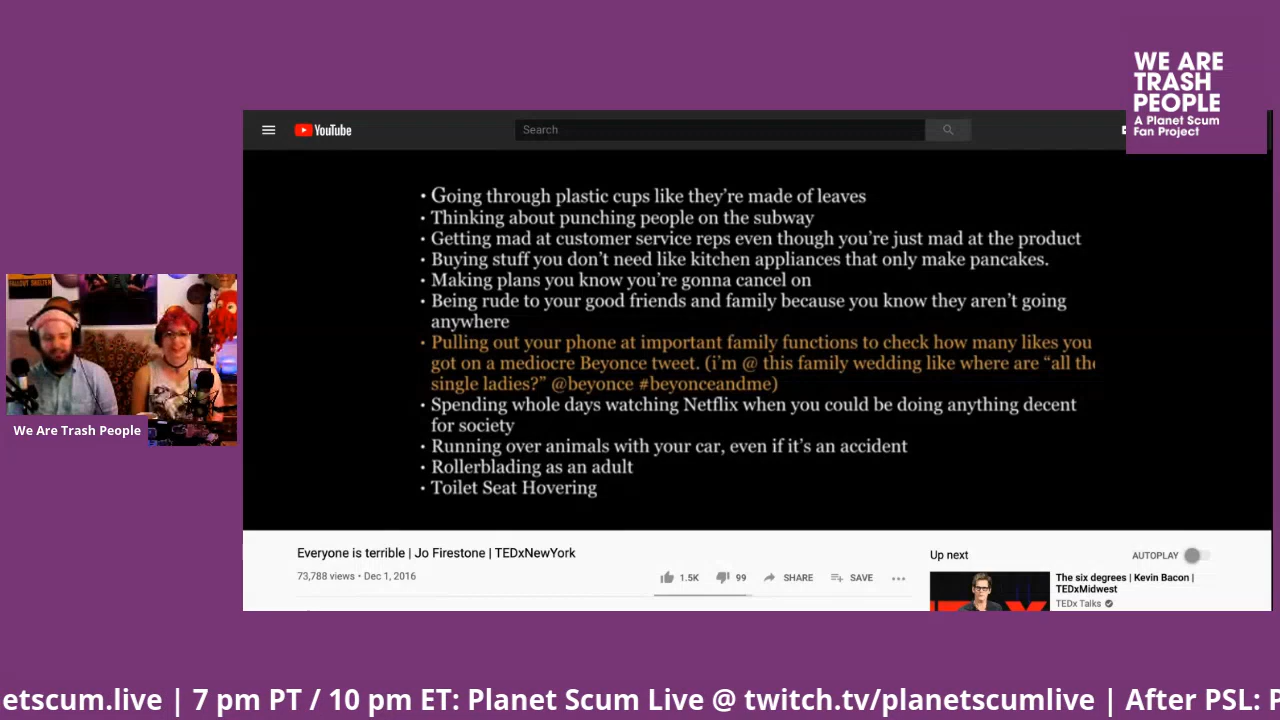 WE ARE
TRASH
PEOPLE
A Planet Scum
Fan Project
YouTube
Search
• Going through plastic cups like they're made of leaves
• Thinking about punching people on the subway
• Getting mad at customer service reps even though you're just mad at the product
• Buying stuff you don't need like kitchen appliances that only make pancakes.
• Making plans you know you're gonna cancel on
• Being rude to your good friends and family because you know they aren't going
anywhere
• Pulling out your phone at important family functions to check how many likes you
got on a mediocre Beyonce tweet. (i'm @ this family wedding like where are “all the
single ladies?” @beyonce #beyonceandme)
• Spending whole days watching Netflix when you could be doing anything decent
for society
• Running over animals with your car, even if it's an accident
• Rollerblading as an adult
• Toilet Seat Hovering
We Are Trash People
Everyone is terrible | Jo Firestone | TEDxNewYork
73,788 views • Dec 1, 2016
1.5K 99 SHARE SAVE
Up next AUTOPLAY
The six degrees | Kevin Bacon |
TEDxMidwest
TEDx Talks
etscum.live | 7 pm PT / 10 pm ET: Planet Scum Live @ twitch.tv/planetscumlive | After PSL: P